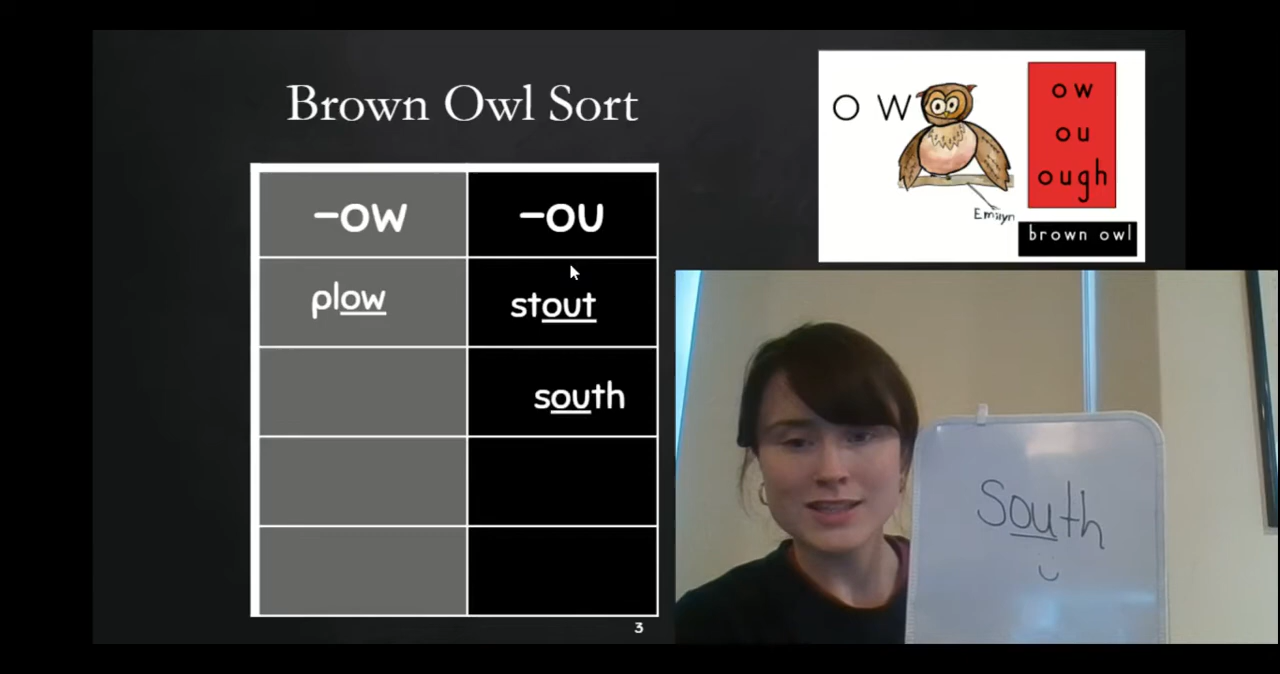 Brown Owl Sort
-ow -ou
plow stout
south
3
o w
ow
ou
ough
Emilyn
brown owl
South